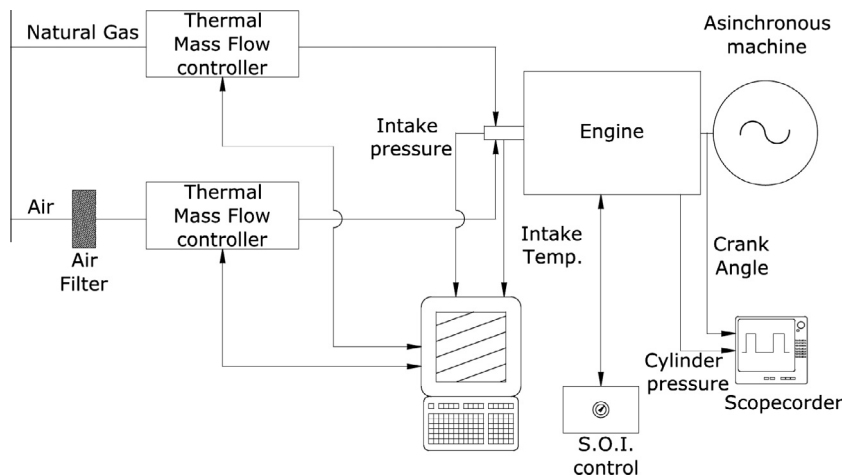 Natural Gas
Thermal
Mass Flow
controller
Asinchronous
machine
Intake
pressure
Engine
Air
Thermal
Mass Flow
controller
Air
Filter
Intake
Temp.
Crank
Angle
Cylinder
pressure
Scopecorder
S.O.I.
control